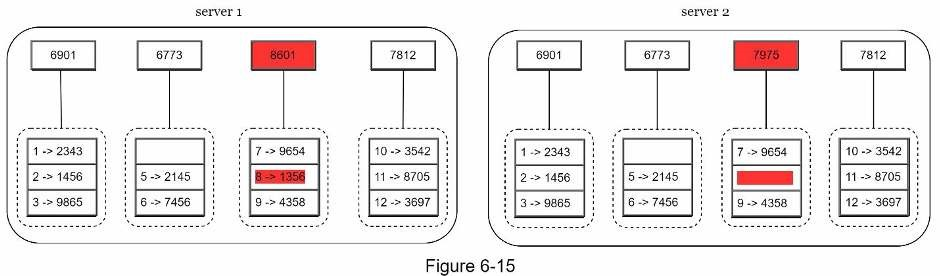 server 1
server 2
6901 6773 8601 7812
6901 6773 7975 7812
1 -> 2343
2 -> 1456
3 -> 9865
5 -> 2145
6 -> 7456
7 -> 9654
8 -> 1356
9 -> 4358
10 -> 3542
11 -> 8705
12 -> 3697
1 -> 2343
2 -> 1456
3 -> 9865
5 -> 2145
6 -> 7456
7 -> 9654
9 -> 4358
10 -> 3542
11 -> 8705
12 -> 3697
Figure 6-15